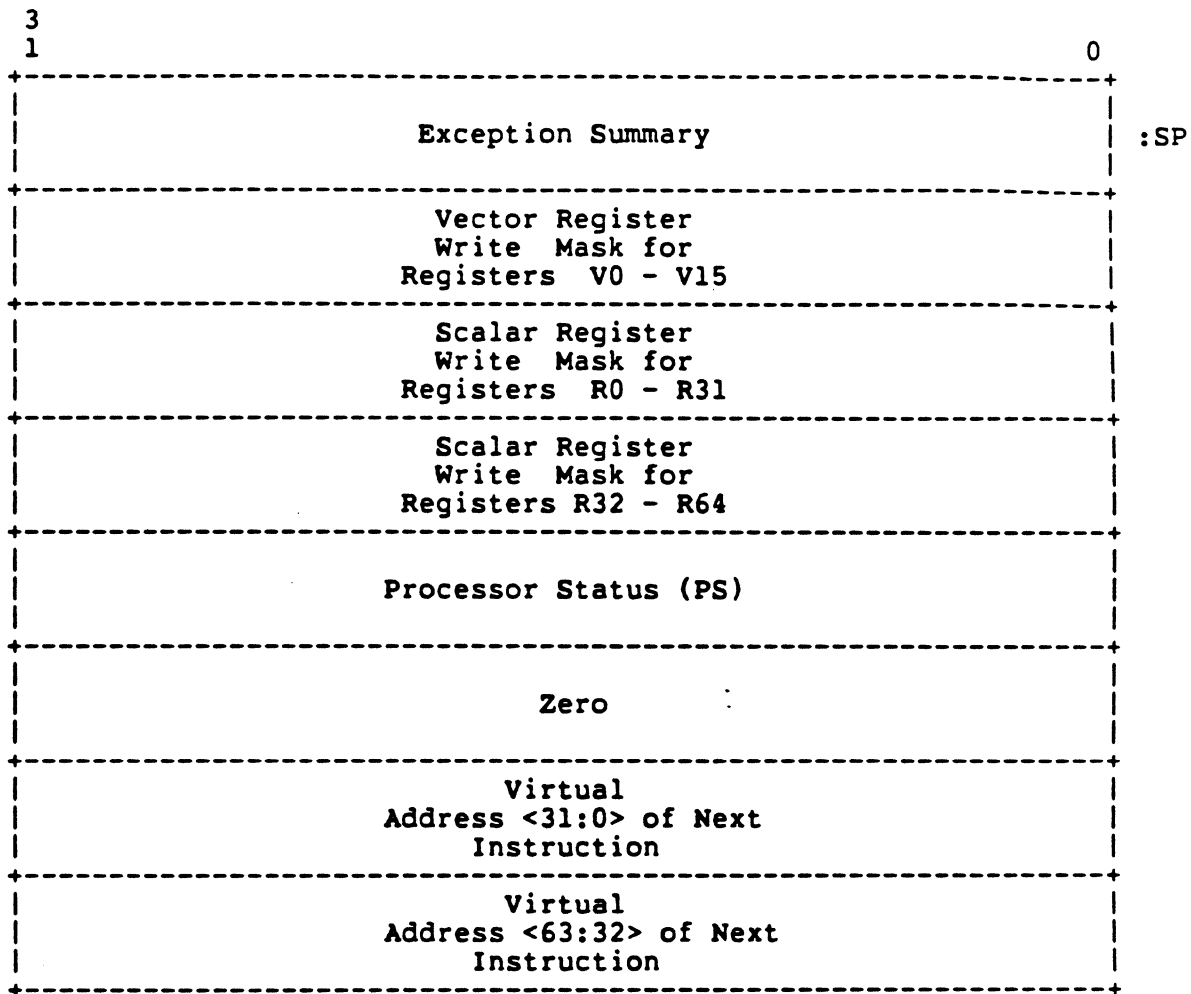 3
1 0
Exception Summary :SP
Vector Register
Write Mask for
Registers V0 - V15
Scalar Register
Write Mask for
Registers R0 - R31
Scalar Register
Write Mask for
Registers R32 - R64
Processor Status (PS)
Zero
Virtual
Address <31:0> of Next
Instruction
Virtual
Address <63:32> of Next
Instruction